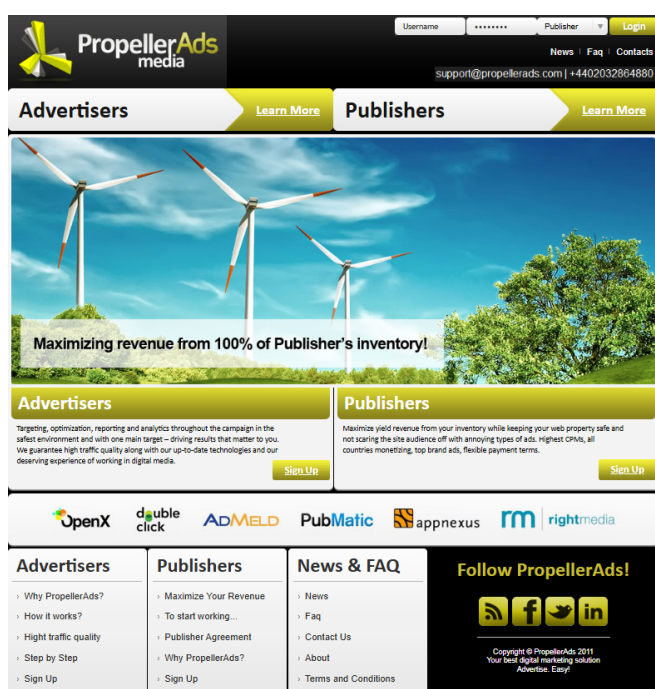 PropellerAds
media
Username
••••••••
Publisher
Login
News | Faq | Contacts
support@propellerads.com | +4402032864880
Advertisers
Learn More
Publishers
Learn More
Maximizing revenue from 100% of Publisher's inventory!
Advertisers
Targeting, optimization, reporting and analytics throughout the campaign in the
safest environment and with one main target – driving results that matter to you.
We guarantee high traffic quality along with our up-to-date technologies and our
deserving experience of working in digital media.
Sign Up
Publishers
Maximize yield revenue from your inventory while keeping your web property safe and
not scaring the site audience off with annoying types of ads. Highest CPMs, all
countries monetizing, top brand ads, flexible payment terms.
Sign Up
OpenX
double
click
ADMELD
PubMatic
appnexus
rm rightmedia
Advertisers
› Why PropellerAds?
› How it works?
› Hight traffic quality
› Step by Step
› Sign Up
Publishers
› Maximize Your Revenue
› To start working...
› Publisher Agreement
› Why PropellerAds?
› Sign Up
News & FAQ
› News
› Faq
› Contact Us
› About
› Terms and Conditions
Follow PropellerAds!
f
in
Copyright © PropellerAds 2011
Your best digital marketing solution
Advertise. Easy!